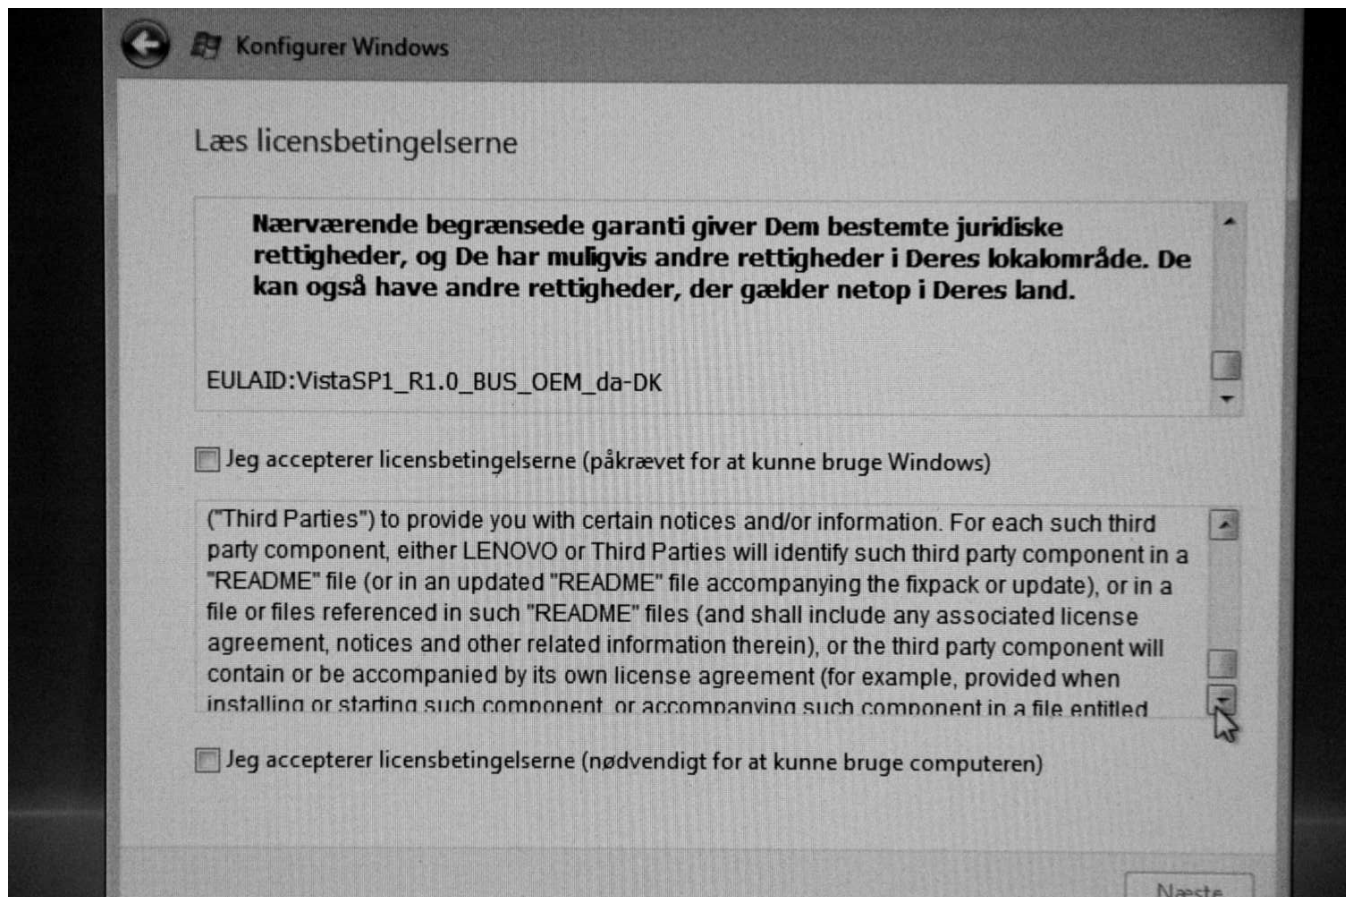 Konfigurer Windows
Læs licensbetingelserne
Nærværende begrænsede garanti giver Dem bestemte juridiske
rettigheder, og De har muligvis andre rettigheder i Deres lokalområde. De
kan også have andre rettigheder, der gælder netop i Deres land.
EULAID:VistaSP1_R1.0_BUS_OEM_da-DK
Jeg accepterer licensbetingelserne (påkrævet for at kunne bruge Windows)
("Third Parties") to provide you with certain notices and/or information. For each such third
party component, either LENOVO or Third Parties will identify such third party component in a
"README" file (or in an updated "README" file accompanying the fixpack or update), or in a
file or files referenced in such "README" files (and shall include any associated license
agreement, notices and other related information therein), or the third party component will
contain or be accompanied by its own license agreement (for example, provided when
installing or starting such component, or accompanying such component in a file entitled
Jeg accepterer licensbetingelserne (nødvendigt for at kunne bruge computeren)
Næste